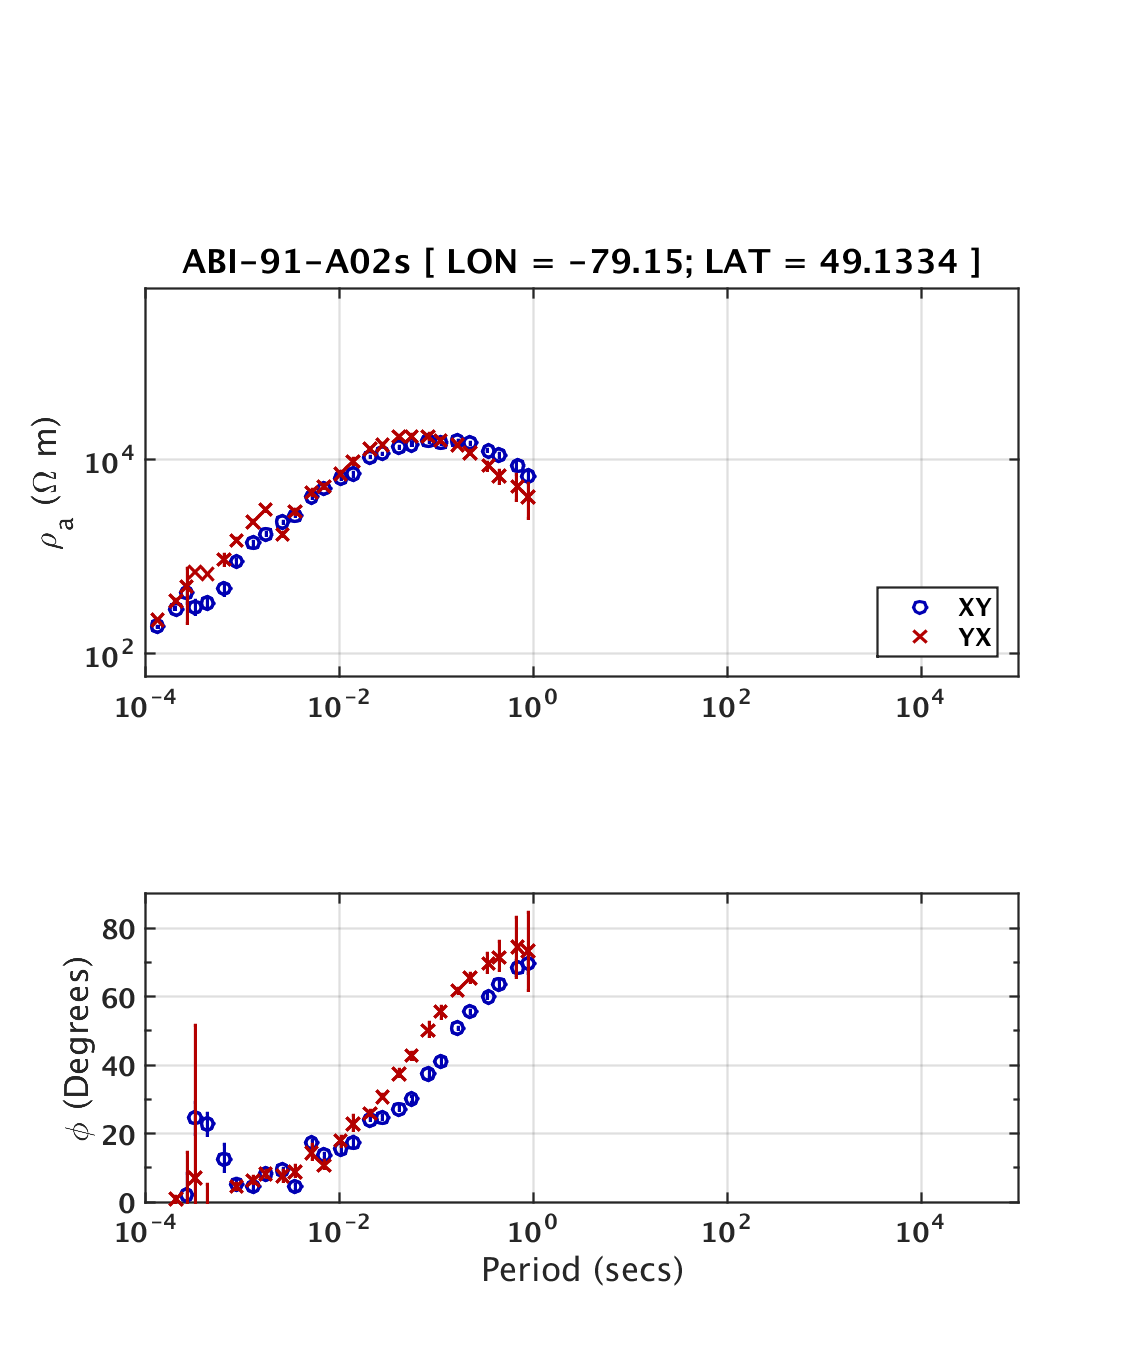 ABI-91-A02s [ LON = -79.15; LAT = 49.1334 ]
ρa (Ω m)
10^4
10^2
XY
YX
10^-4 10^-2 10^0 10^2 10^4
ϕ (Degrees)
80
60
40
20
0
10^-4 10^-2 10^0 10^2 10^4
Period (secs)